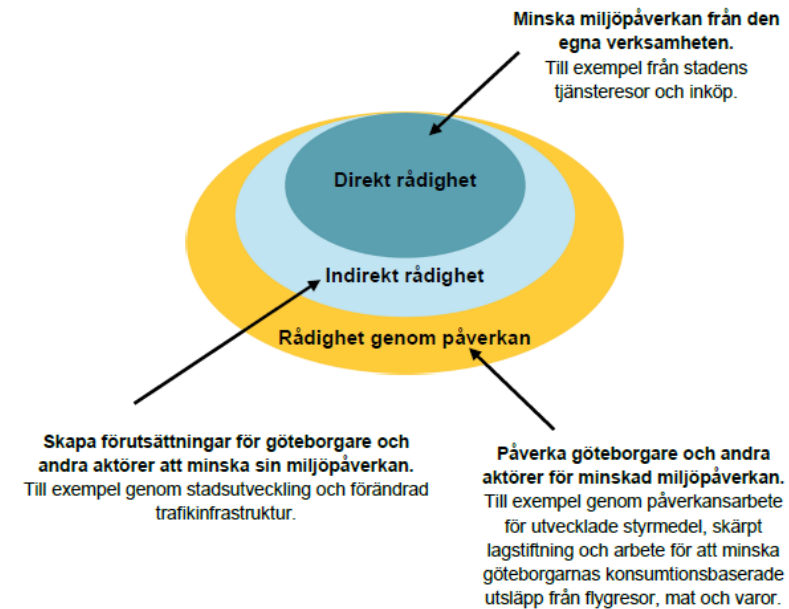 Minska miljöpåverkan från den
egna verksamheten.
Till exempel från stadens
tjänsteresor och inköp.
Direkt rådighet
Indirekt rådighet
Rådighet genom påverkan
Skapa förutsättningar för göteborgare och
andra aktörer att minska sin miljöpåverkan.
Till exempel genom stadsutveckling och förändrad
trafikinfrastruktur.
Påverka göteborgare och andra
aktörer för minskad miljöpåverkan.
Till exempel genom påverkansarbete
för utvecklade styrmedel, skärpt
lagstiftning och arbete för att minska
göteborgarnas konsumtionsbaserade
utsläpp från flygresor, mat och varor.